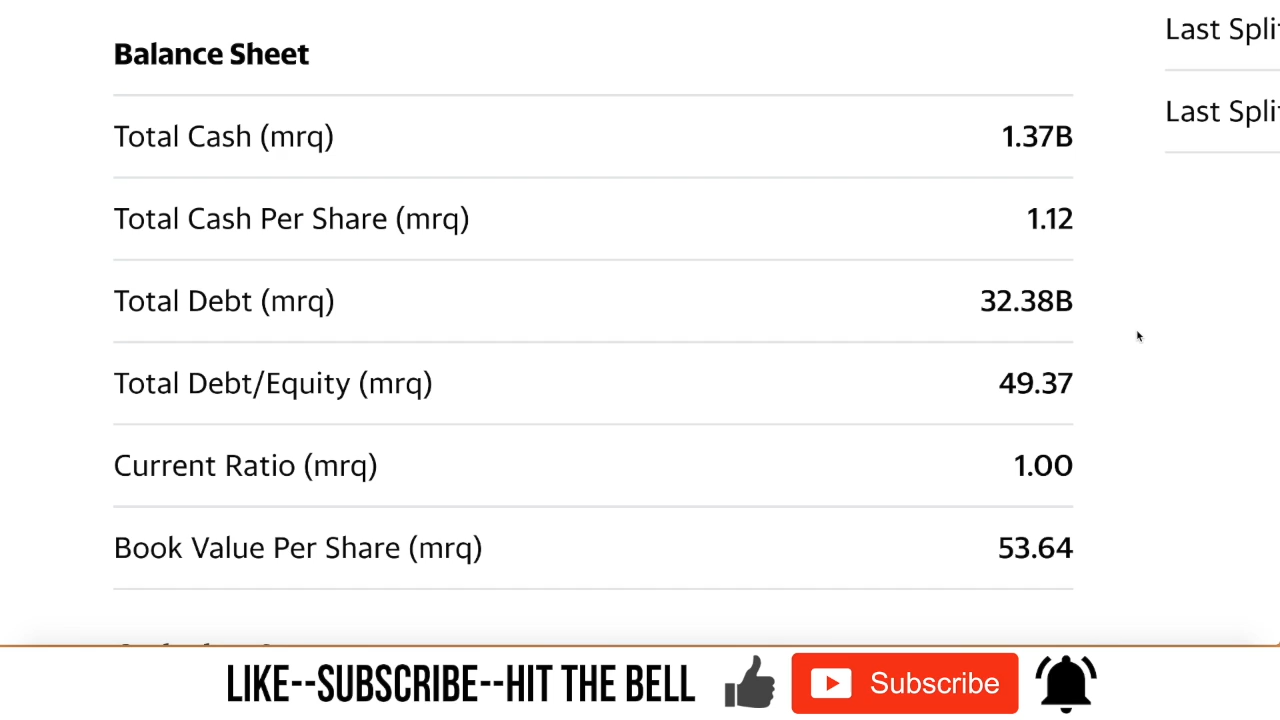 Balance Sheet
Total Cash (mrq) 1.37B
Total Cash Per Share (mrq) 1.12
Total Debt (mrq) 32.38B
Total Debt/Equity (mrq) 49.37
Current Ratio (mrq) 1.00
Book Value Per Share (mrq) 53.64
Last
Last
LIKE--SUBSCRIBE--HIT THE BELL
Subscribe